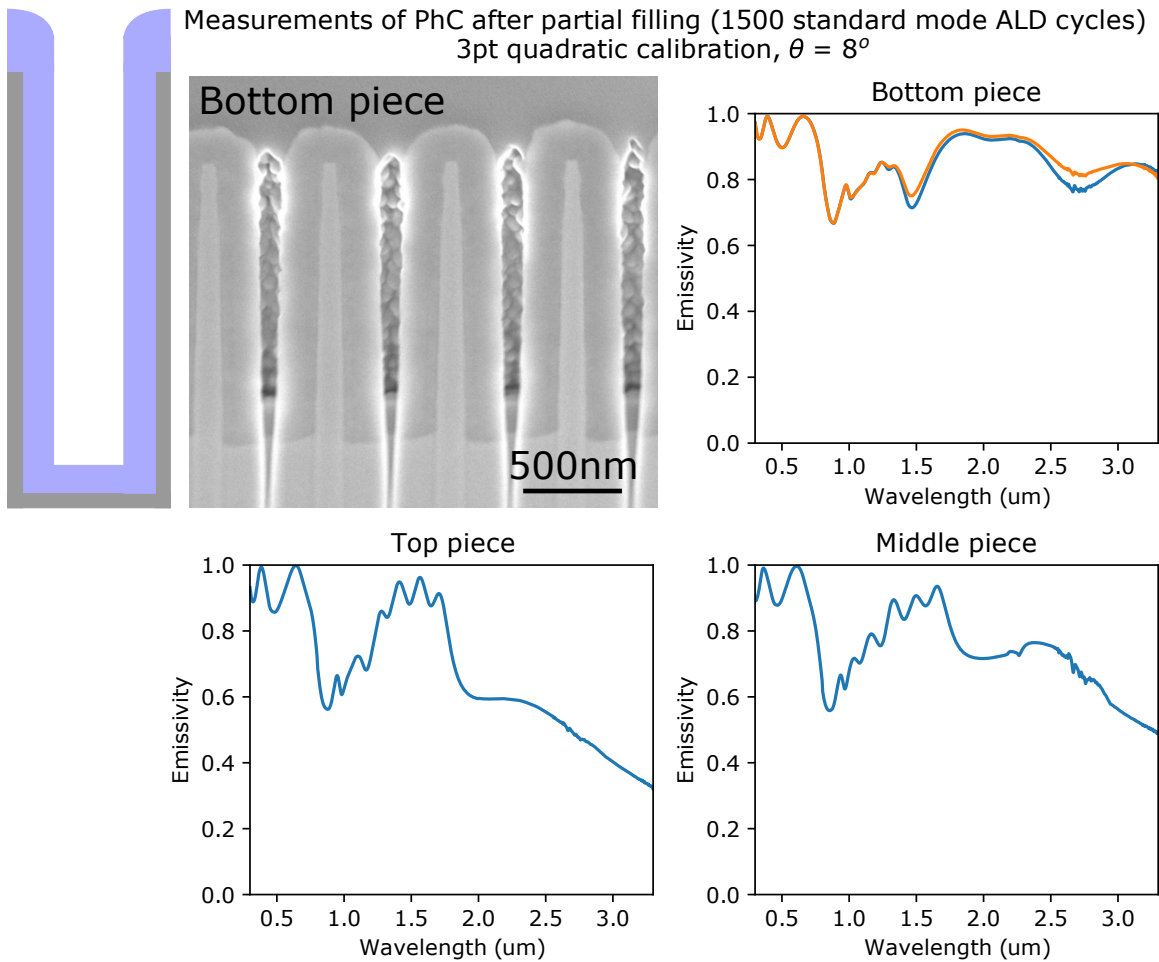 Measurements of PhC after partial filling (1500 standard mode ALD cycles)
3pt quadratic calibration, θ = 8°
Bottom piece
500nm
Bottom piece
1.0
0.8
0.6
0.4
0.2
0.0
Emissivity
0.5 1.0 1.5 2.0 2.5 3.0
Wavelength (um)
Top piece
1.0
0.8
0.6
0.4
0.2
0.0
Emissivity
0.5 1.0 1.5 2.0 2.5 3.0
Wavelength (um)
Middle piece
1.0
0.8
0.6
0.4
0.2
0.0
Emissivity
0.5 1.0 1.5 2.0 2.5 3.0
Wavelength (um)